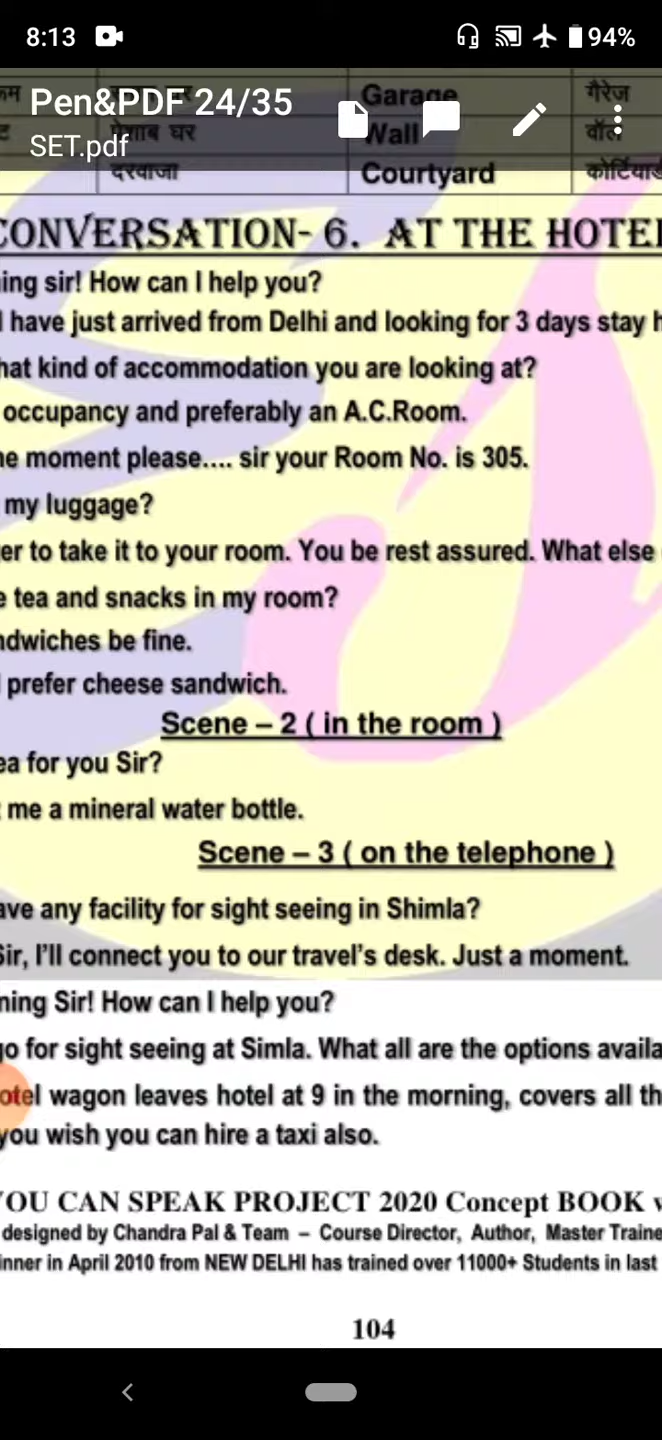 8:13 94%
Pen&PDF 24/35
SET.pdf
Garage गैरेज
पेशाब घर Wall वॉल
दरवाजा Courtyard कोर्टियार्ड
CONVERSATION- 6. AT THE HOTEL
ing sir! How can I help you?
I have just arrived from Delhi and looking for 3 days stay h
hat kind of accommodation you are looking at?
occupancy and preferably an A.C.Room.
ne moment please.... sir your Room No. is 305.
my luggage?
er to take it to your room. You be rest assured. What else
e tea and snacks in my room?
ndwiches be fine.
I prefer cheese sandwich.
Scene – 2 ( in the room )
ea for you Sir?
me a mineral water bottle.
Scene – 3 ( on the telephone )
ave any facility for sight seeing in Shimla?
Sir, I'll connect you to our travel's desk. Just a moment.
ning Sir! How can I help you?
go for sight seeing at Simla. What all are the options availa
otel wagon leaves hotel at 9 in the morning, covers all th
you wish you can hire a taxi also.
YOU CAN SPEAK PROJECT 2020 Concept BOOK
designed by Chandra Pal & Team – Course Director, Author, Master Traine
inner in April 2010 from NEW DELHI has trained over 11000+ Students in last
104